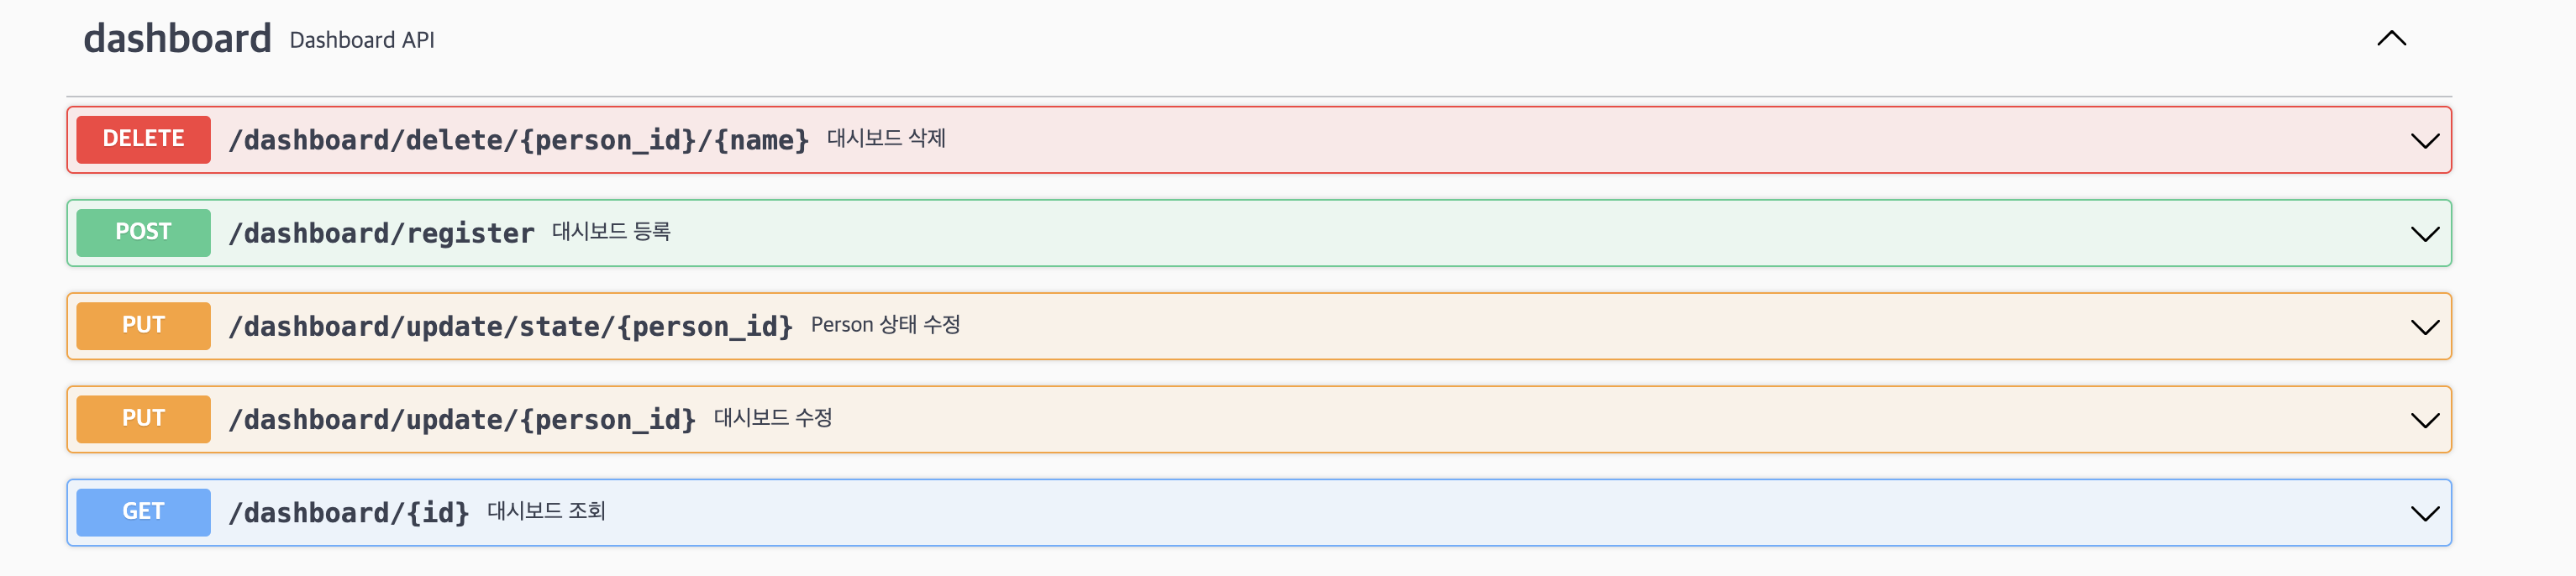 dashboard Dashboard API
DELETE /dashboard/delete/{person_id}/{name} 대시보드 삭제
POST /dashboard/register 대시보드 등록
PUT /dashboard/update/state/{person_id} Person 상태 수정
PUT /dashboard/update/{person_id} 대시보드 수정
GET /dashboard/{id} 대시보드 조회